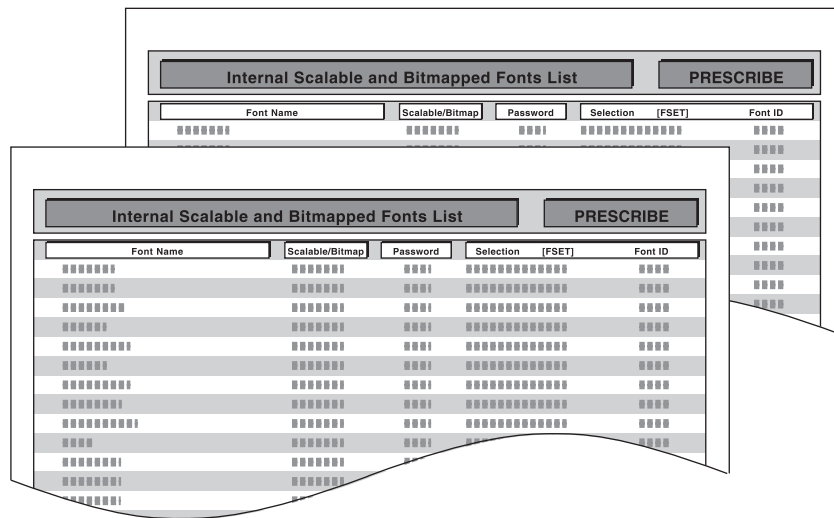 Internal Scalable and Bitmapped Fonts List PRESCRIBE
Font Name Scalable/Bitmap Password Selection [FSET] Font ID
Internal Scalable and Bitmapped Fonts List PRESCRIBE
Font Name Scalable/Bitmap Password Selection [FSET] Font ID